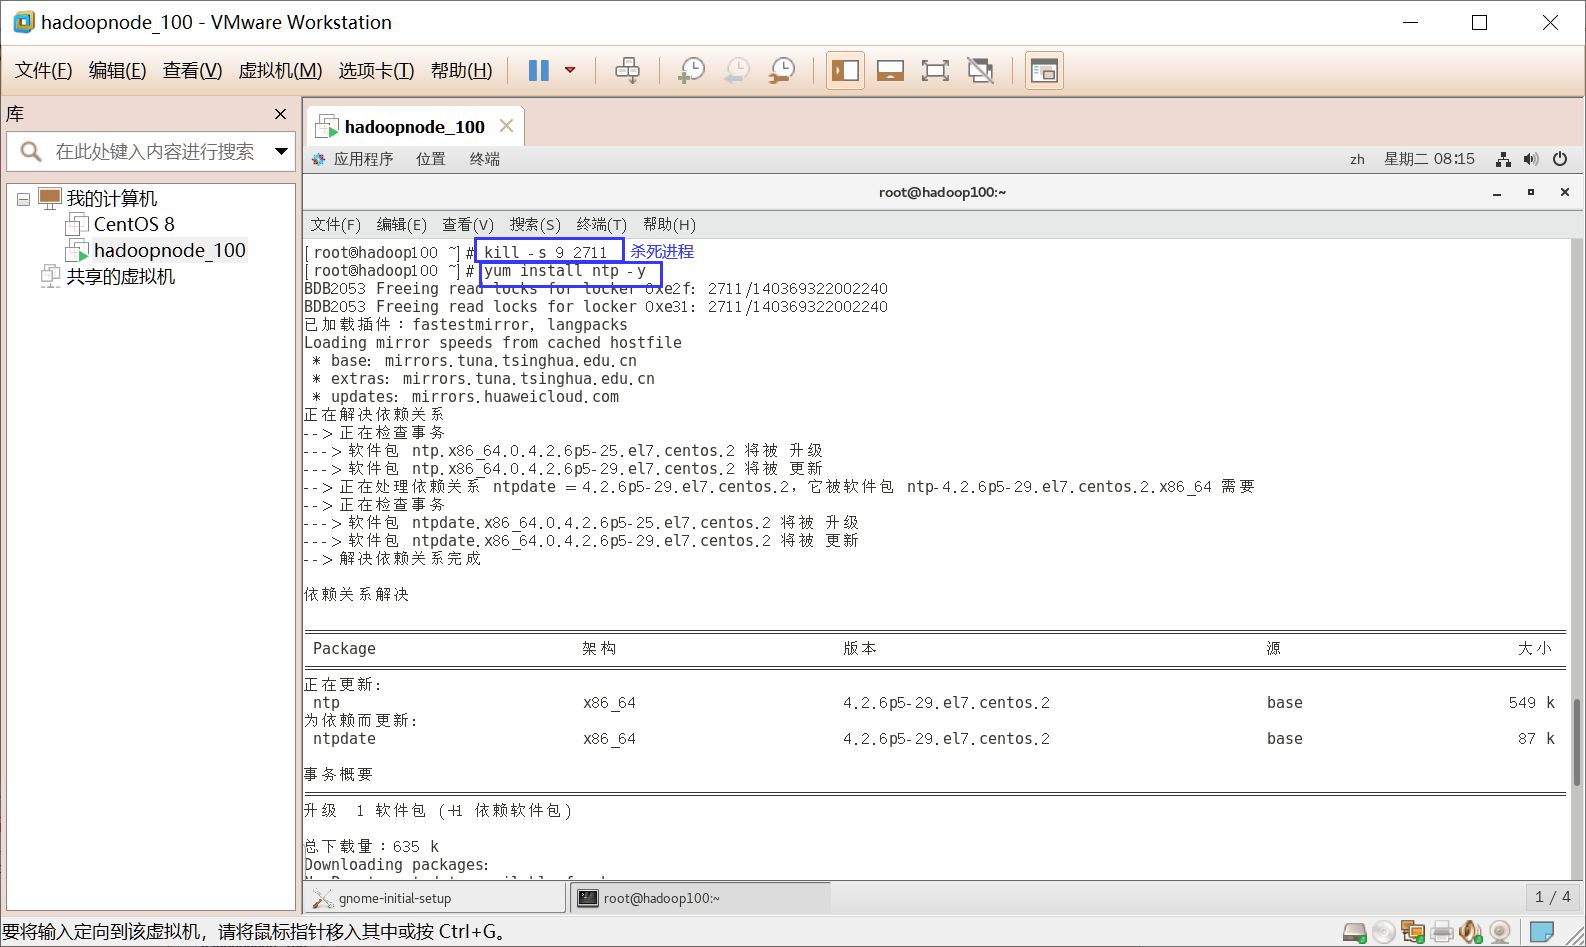 hadoopnode_100 - VMware Workstation
文件(F) 编辑(E) 查看(V) 虚拟机(M) 选项卡(T) 帮助(H)
库
在此处键入内容进行搜索
我的计算机
CentOS 8
hadoopnode_100
共享的虚拟机
hadoopnode_100
应用程序 位置 终端 zh 星期二 08:15
root@hadoop100:~
文件(F) 编辑(E) 查看(V) 搜索(S) 终端(T) 帮助(H)
[root@hadoop100 ~]# kill -s 9 2711 杀死进程
[root@hadoop100 ~]# yum install ntp -y
BDB2053 Freeing read locks for locker 0xe2f: 2711/140369322002240
BDB2053 Freeing read locks for locker 0xe31: 2711/140369322002240
已加载插件：fastestmirror, langpacks
Loading mirror speeds from cached hostfile
* base: mirrors.tuna.tsinghua.edu.cn
* extras: mirrors.tuna.tsinghua.edu.cn
* updates: mirrors.huaweicloud.com
正在解决依赖关系
--> 正在检查事务
---> 软件包 ntp.x86_64.0.4.2.6p5-25.el7.centos.2 将被 升级
---> 软件包 ntp.x86_64.0.4.2.6p5-29.el7.centos.2 将被 更新
--> 正在处理依赖关系 ntpdate = 4.2.6p5-29.el7.centos.2，它被软件包 ntp-4.2.6p5-29.el7.centos.2.x86_64 需要
--> 正在检查事务
---> 软件包 ntpdate.x86_64.0.4.2.6p5-25.el7.centos.2 将被 升级
---> 软件包 ntpdate.x86_64.0.4.2.6p5-29.el7.centos.2 将被 更新
--> 解决依赖关系完成
依赖关系解决
Package 架构 版本 源 大小
正在更新:
ntp x86_64 4.2.6p5-29.el7.centos.2 base 549 k
为依赖而更新:
ntpdate x86_64 4.2.6p5-29.el7.centos.2 base 87 k
事务概要
升级 1 软件包 (+1 依赖软件包)
总下载量：635 k
Downloading packages:
gnome-initial-setup
root@hadoop100:~
1 / 4
要将输入定向到该虚拟机，请将鼠标指针移入其中或按 Ctrl+G。